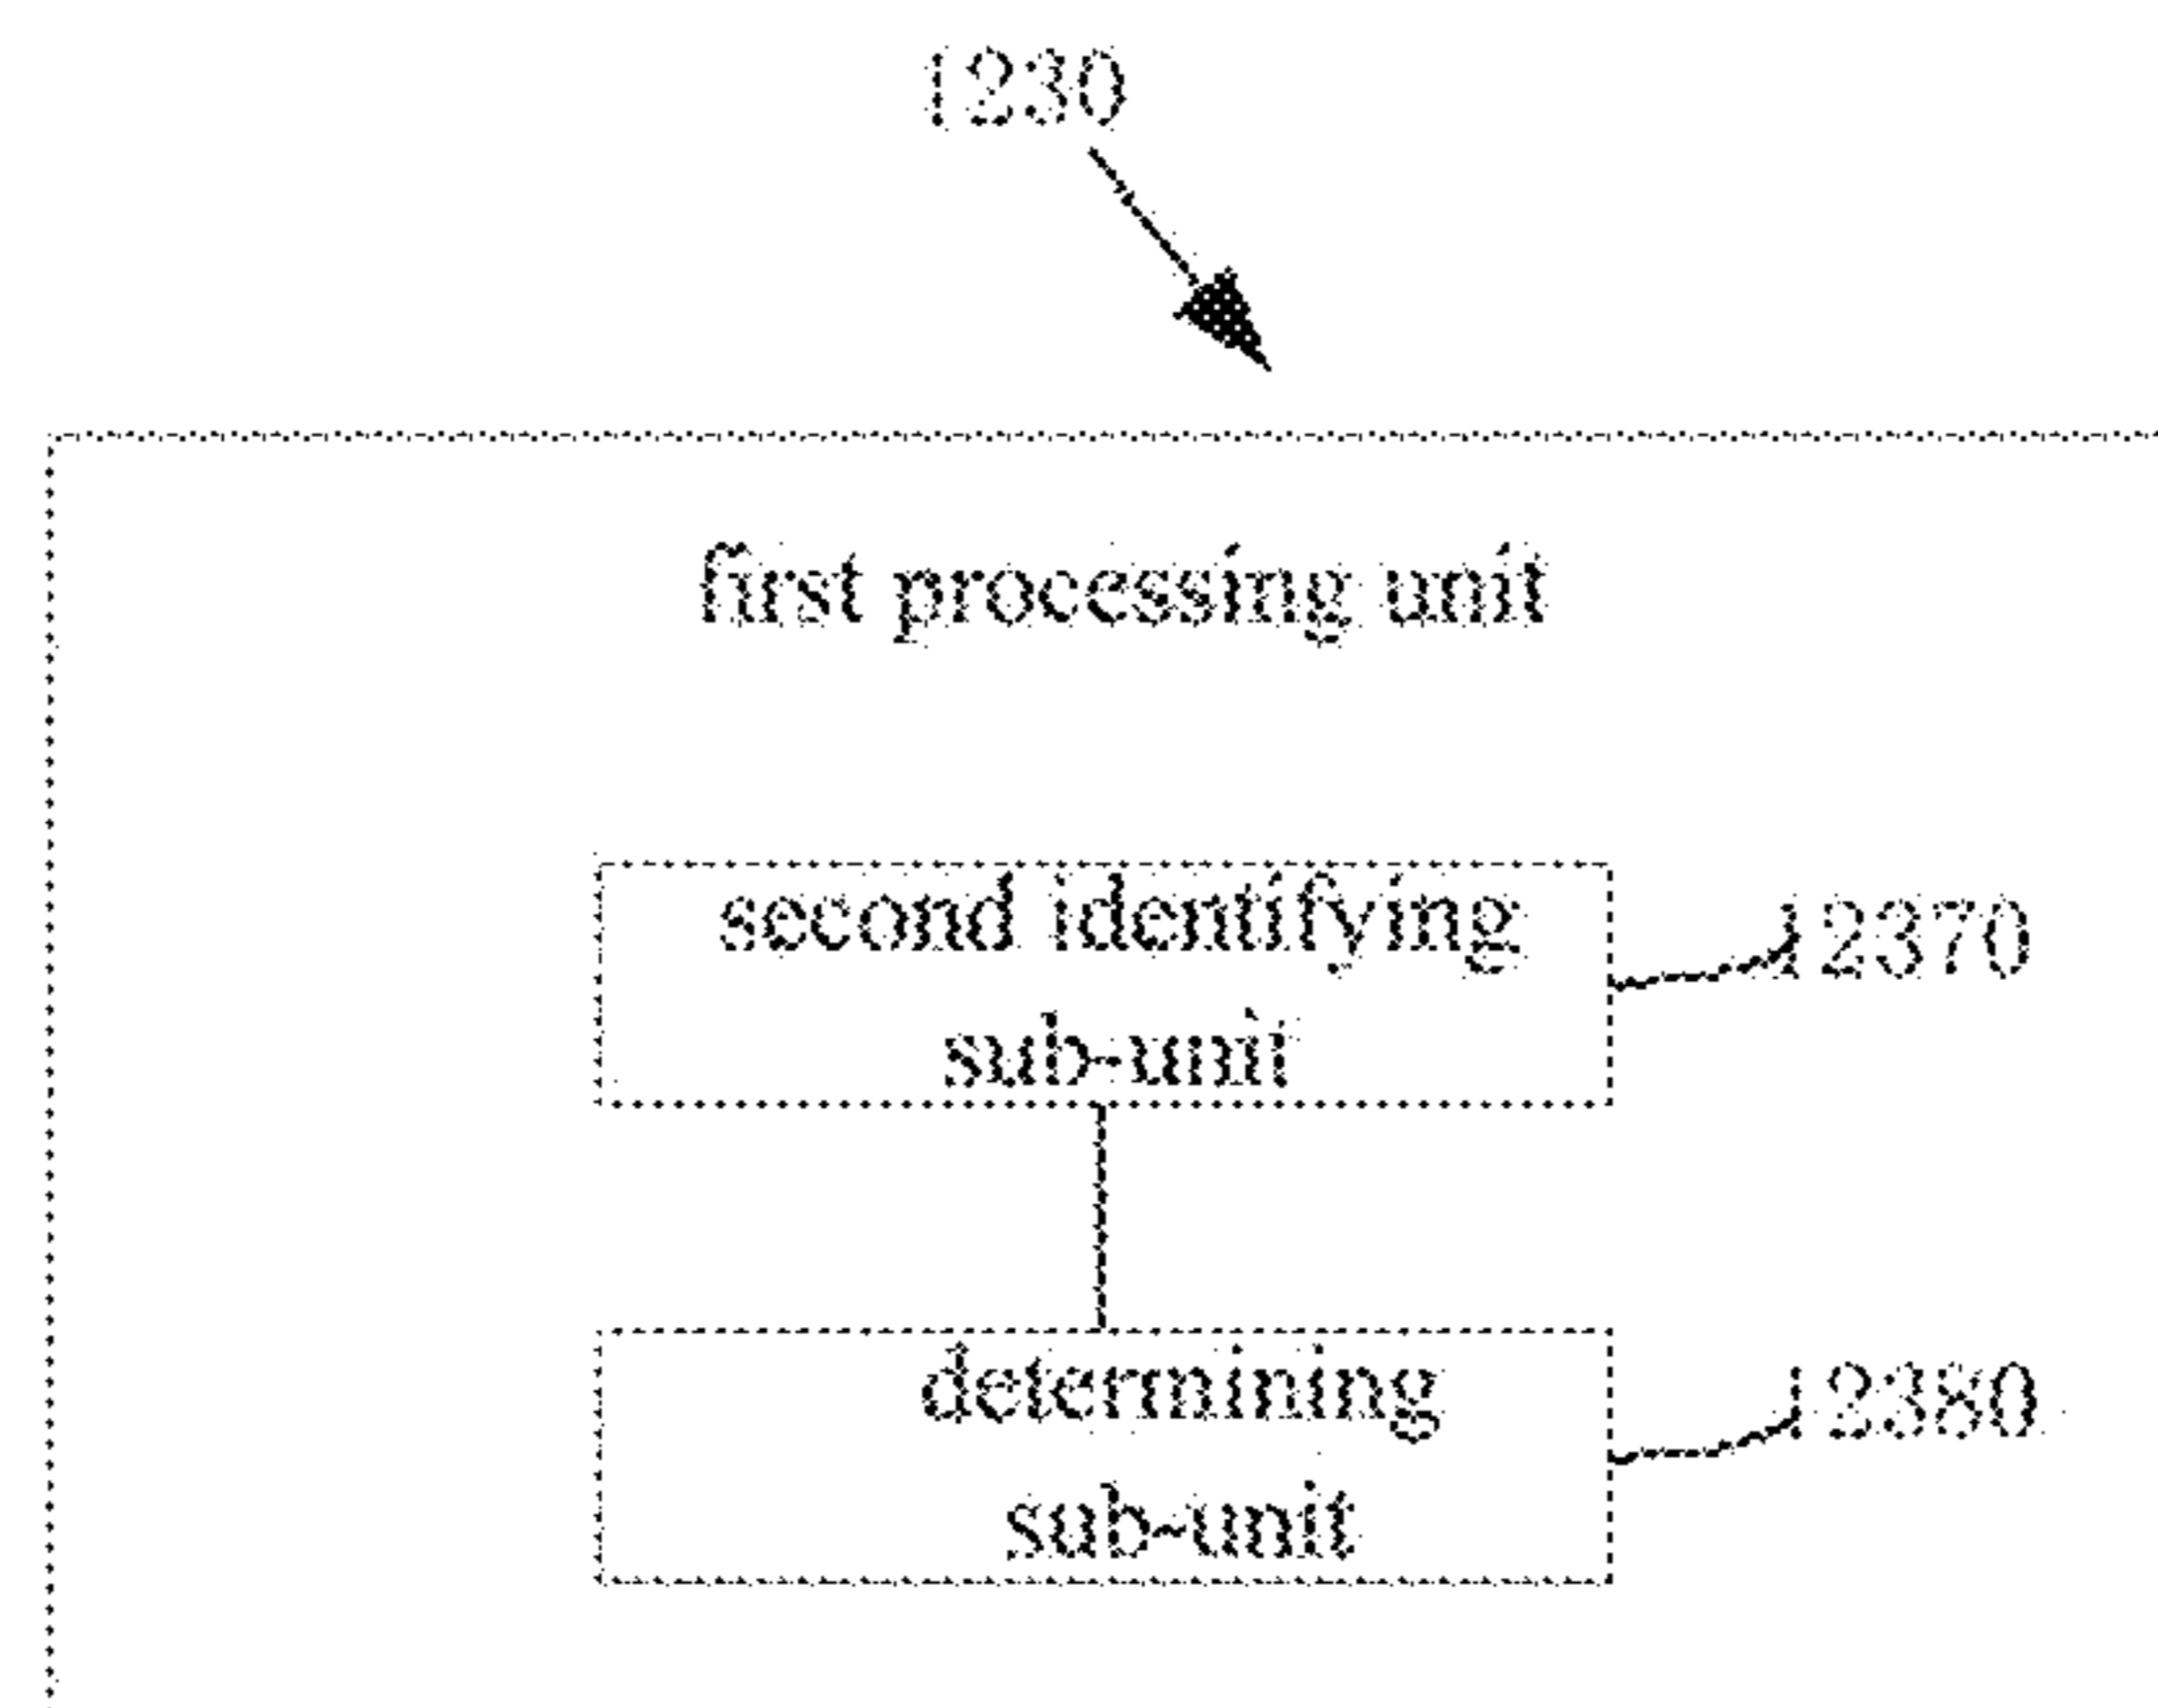 1230
first processing unit
second identifying
12370
sub-unit
determining
12380
sub-unit